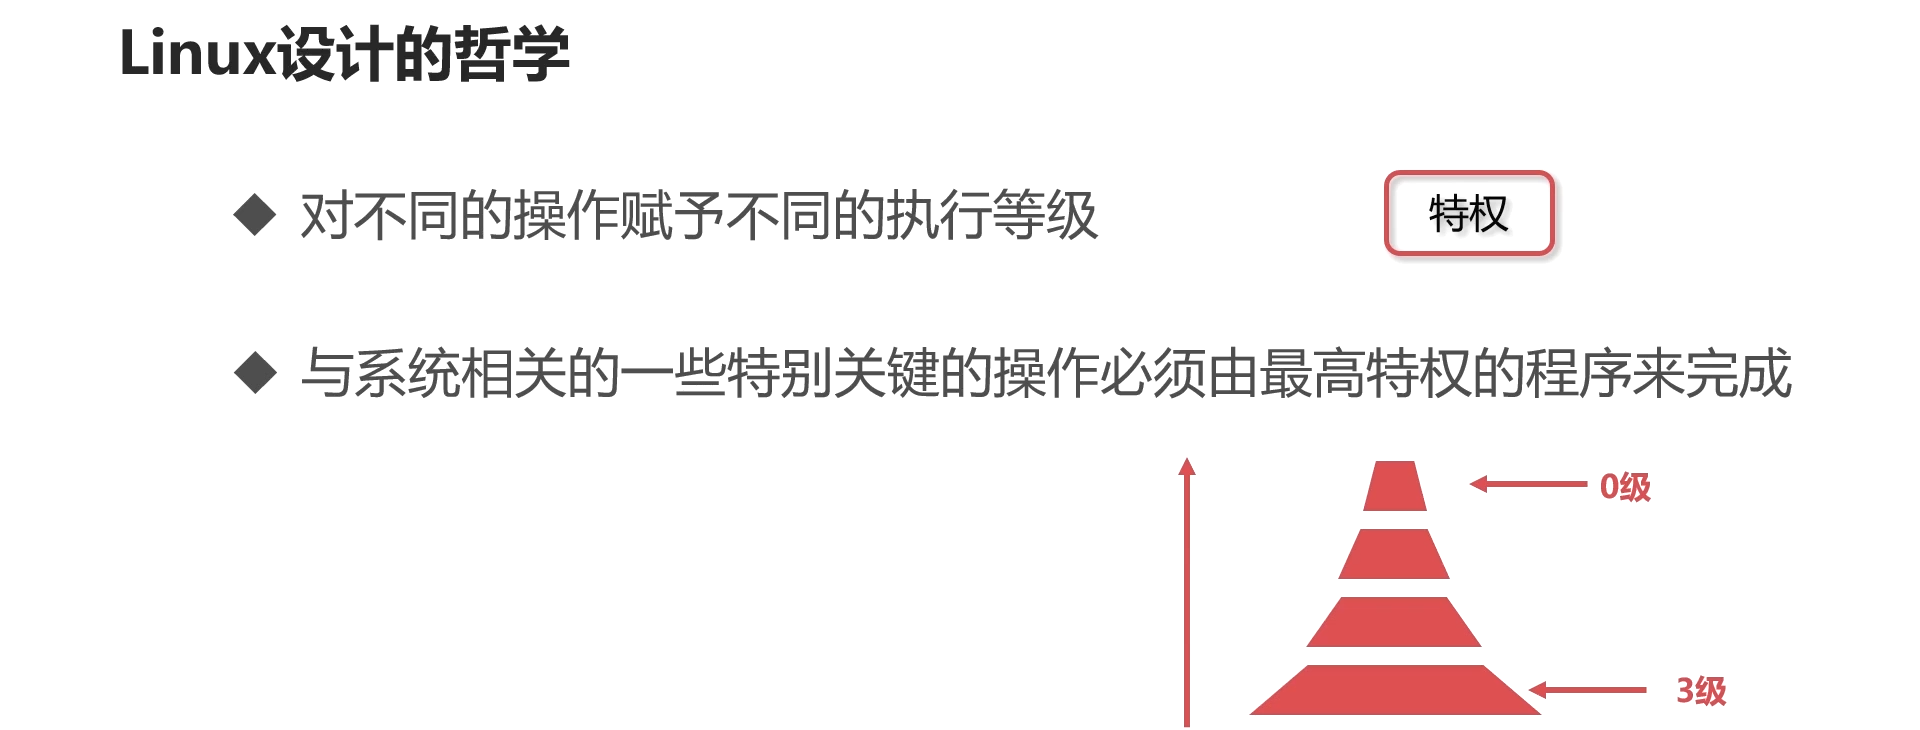 Linux设计的哲学
对不同的操作赋予不同的执行等级
特权
与系统相关的一些特别关键的操作必须由最高特权的程序来完成
0级
3级